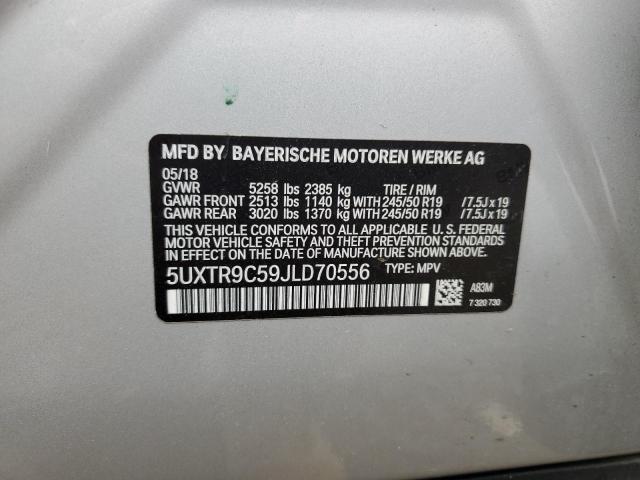 MFD BY BAYERISCHE MOTOREN WERKE AG
05/18
GVWR 5258 lbs 2385 kg TIRE / RIM
GAWR FRONT 2513 lbs 1140 kg WITH 245/50 R19 /7.5J x 19
GAWR REAR 3020 lbs 1370 kg WITH 245/50 R19 /7.5J x 19
THIS VEHICLE CONFORMS TO ALL APPLICABLE U. S. FEDERAL
MOTOR VEHICLE SAFETY AND THEFT PREVENTION STANDARDS
IN EFFECT ON THE DATE OF MANUFACTURE SHOWN ABOVE.
5UXTR9C59JLD70556 TYPE: MPV
A83M
7 320 730